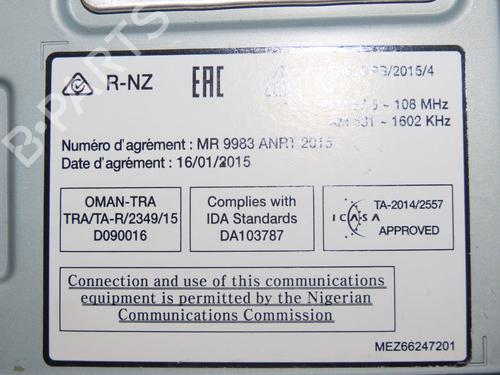 B-PARTS
R-NZ EAC /2015/4
- 108 MHz
- 1602 KHz
Numéro d'agrément : MR 9983 ANRT 2015
Date d'agrément : 16/01/2015
OMAN-TRA
TRA/TA-R/2349/15
D090016
Complies with
IDA Standards
DA103787
ICASA
TA-2014/2557
APPROVED
Connection and use of this communications
equipment is permitted by the Nigerian
Communications Commission
MEZ66247201